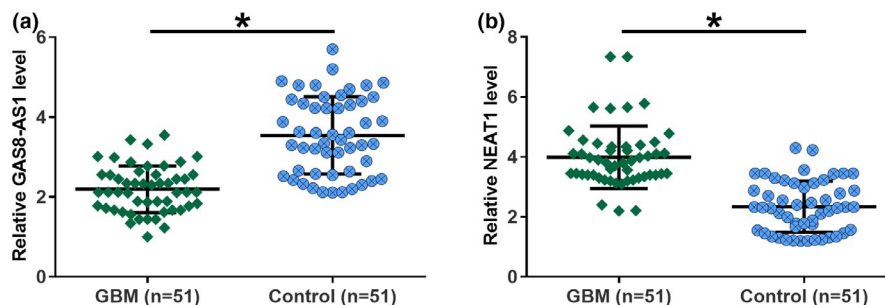 (a)
*
Relative GAS8-AS1 level
6
4
2
0
GBM (n=51)
Control (n=51)
(b)
*
Relative NEAT1 level
8
6
4
2
0
GBM (n=51)
Control (n=51)